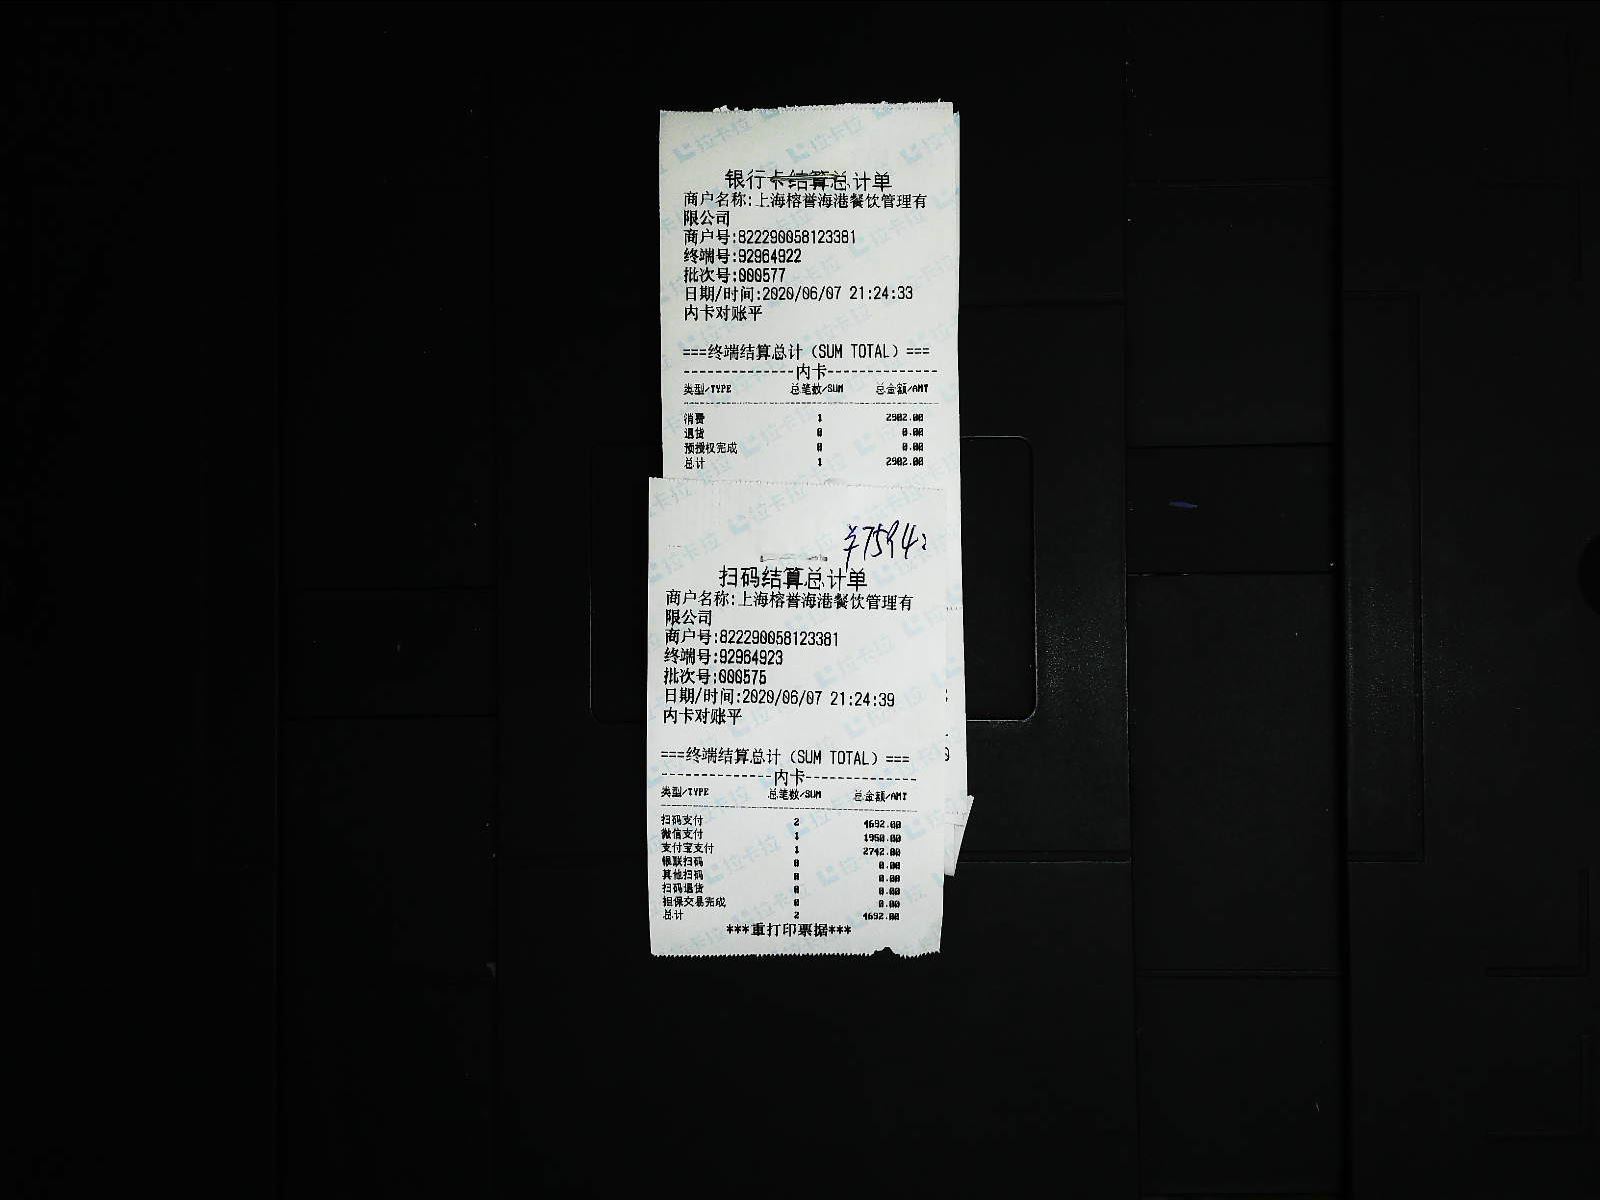 银行卡结算总计单
商户名称:上海榕誉海港餐饮管理有
限公司
商户号:822290058123381
终端号:92964922
批次号:000577
日期/时间:2020/06/07 21:24:33
内卡对账平
===终端结算总计（SUM TOTAL）===
--------------内卡--------------
类型/TYPE 总笔数/SUM 总金额/AMT
消费 1 2902.00
退货 0 0.00
预授权完成 0 0.00
总计 1 2902.00
¥7594
扫码结算总计单
商户名称:上海榕誉海港餐饮管理有
限公司
商户号:822290058123381
终端号:92964923
批次号:000575
日期/时间:2020/06/07 21:24:39
内卡对账平
===终端结算总计（SUM TOTAL）===
--------------内卡--------------
类型/TYPE 总笔数/SUM 总金额/AMT
扫码支付 2 4692.00
微信支付 1 1950.00
支付宝支付 1 2742.00
银联扫码 0 0.00
其他扫码 0 0.00
扫码退货 0 0.00
担保交易完成 0 0.00
总计 2 4692.00
***重打印票据***